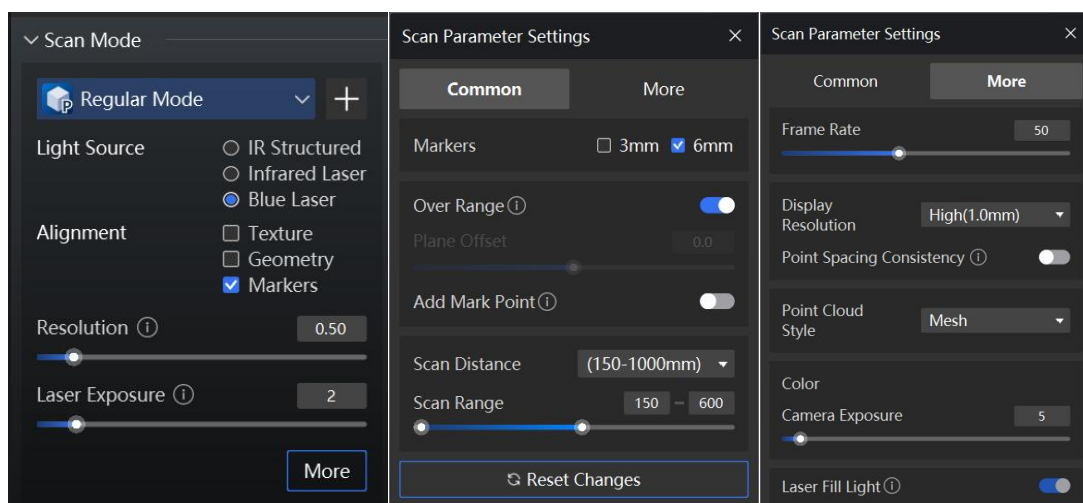 Scan Mode
Regular Mode
Light Source
IR Structured
Infrared Laser
Blue Laser
Alignment
Texture
Geometry
Markers
Resolution
0.50
Laser Exposure
2
More
Scan Parameter Settings
Common More
Markers 3mm 6mm
Over Range
Plane Offset 0.0
Add Mark Point
Scan Distance (150-1000mm)
Scan Range 150 – 600
Reset Changes
Scan Parameter Settings
Common More
Frame Rate 50
Display
Resolution
High(1.0mm)
Point Spacing Consistency
Point Cloud
Style
Mesh
Color
Camera Exposure 5
Laser Fill Light